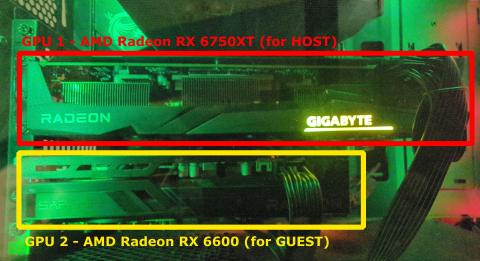 GPU 1 - AMD Radeon RX 6750XT (for HOST)
RADEON
GIGABYTE
GPU 2 - AMD Radeon RX 6600 (for GUEST)